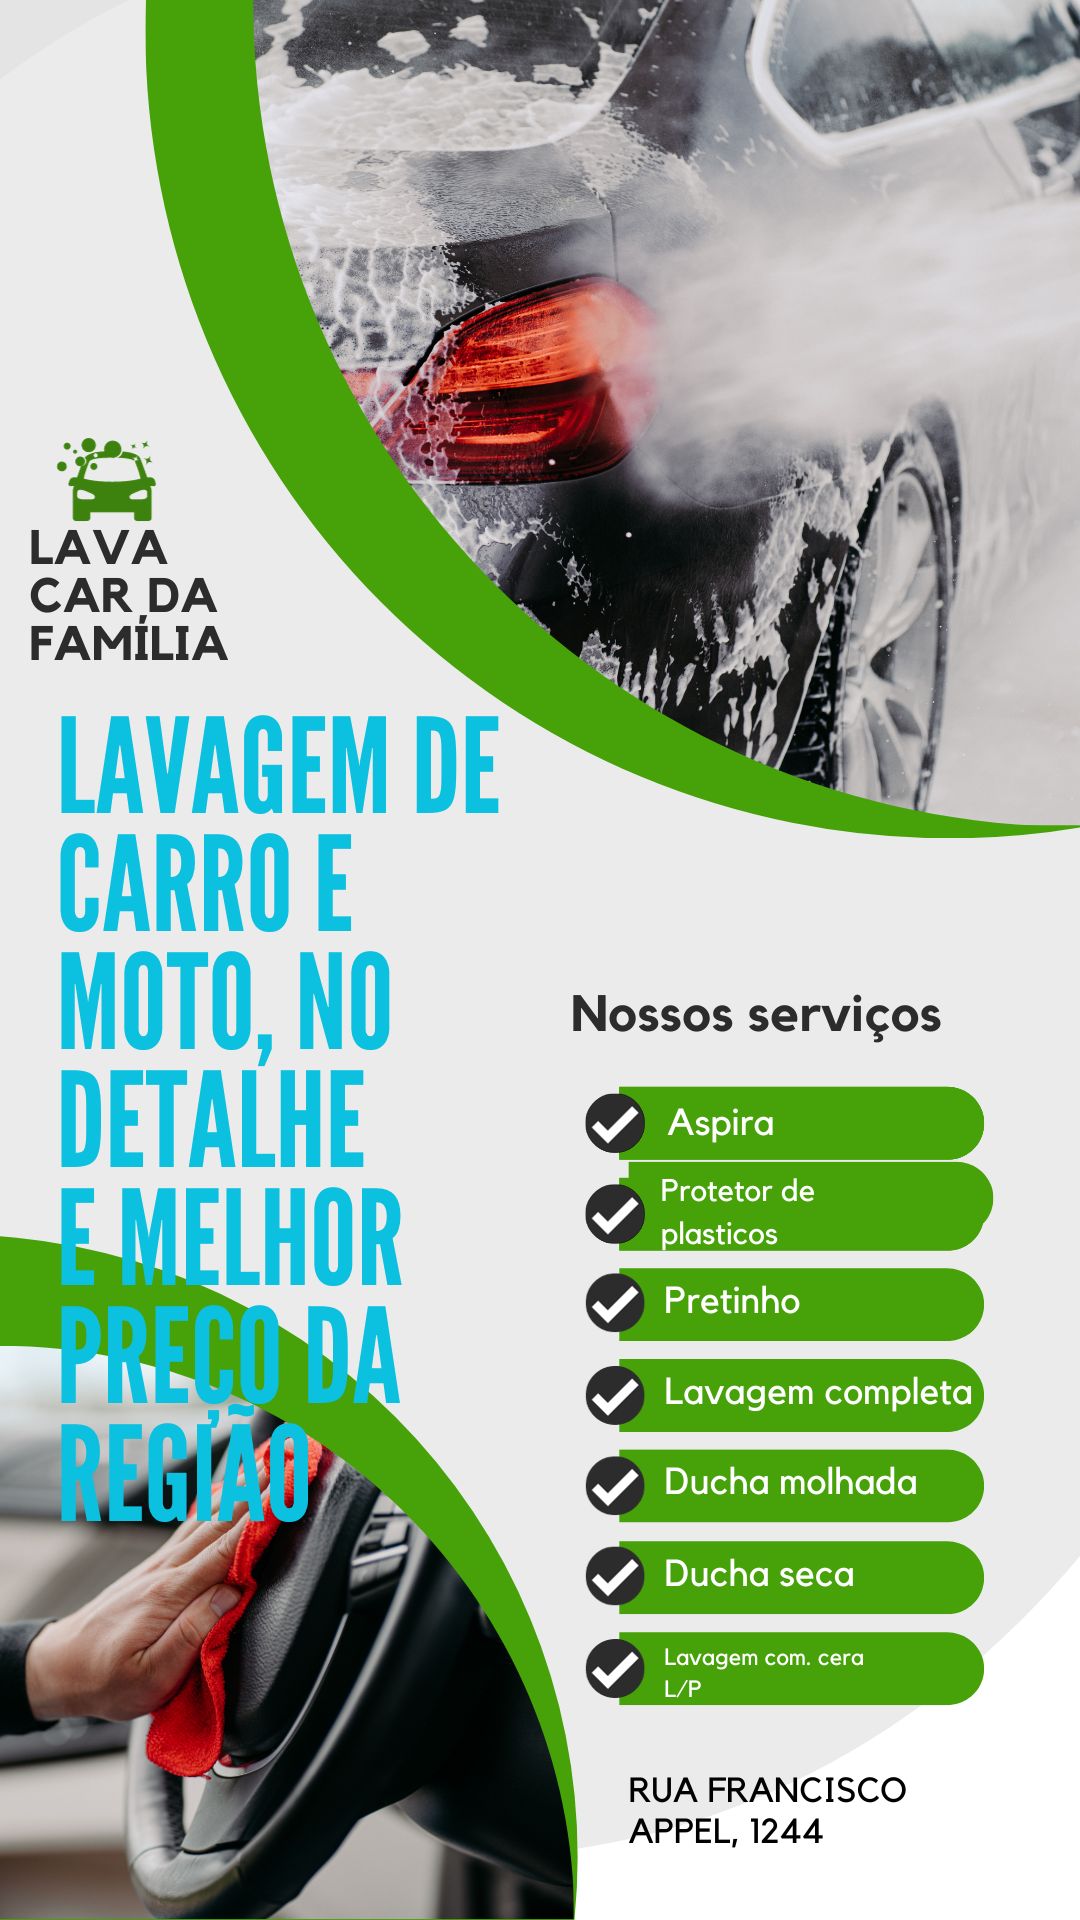 LAVA
CAR DA
FAMÍLIA
LAVAGEM DE
CARRO E
MOTO, NO
DETALHE
E MELHOR
PREÇO DA
REGIÃO
Nossos serviços
Aspira
Protetor de
plasticos
Pretinho
Lavagem completa
Ducha molhada
Ducha seca
Lavagem com. cera
L/P
RUA FRANCISCO
APPEL, 1244